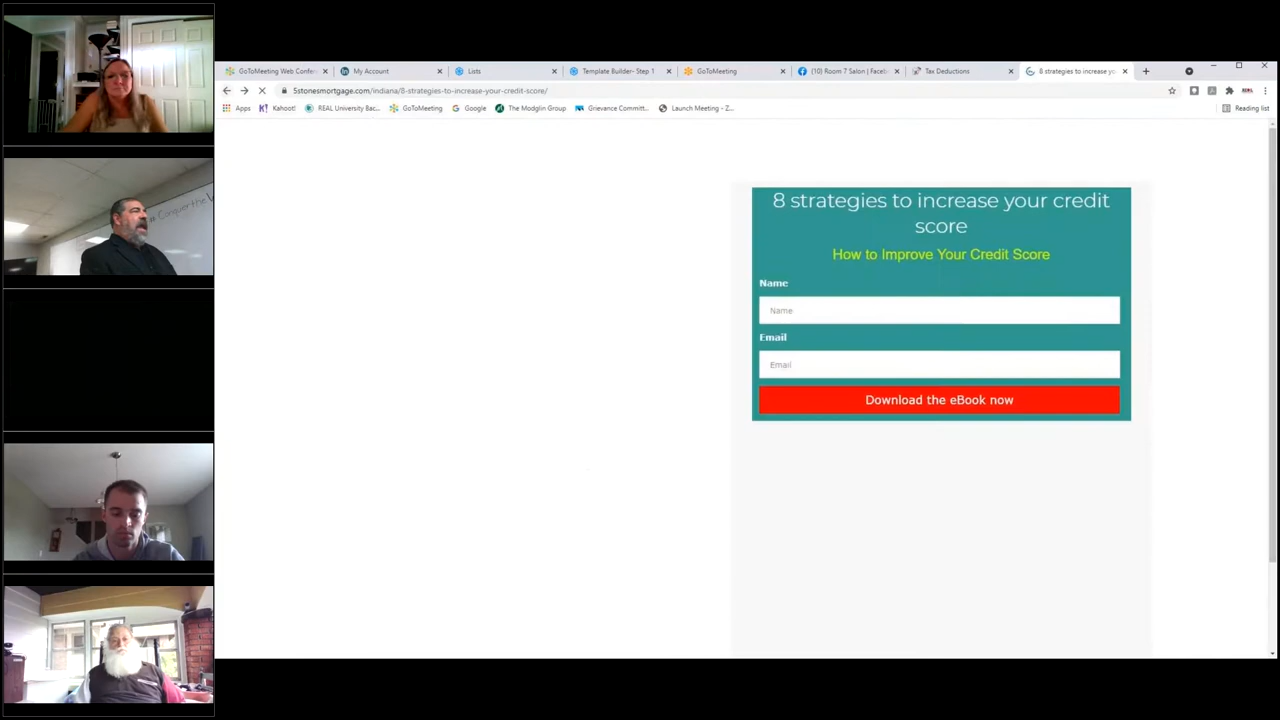 GoToMeeting Web Confe
My Account
Lists
Template Builder- Step 1
GoToMeeting
(10) Room 7 Salon | Faceb
Tax Deductions
8 strategies to increase yo
5stonesmortgage.com/indiana/8-strategies-to-increase-your-credit-score/
Apps
Kahoot!
REAL University Bac...
GoToMeeting
Google
The Modglin Group
Grievance Committ...
Launch Meeting - Z...
Reading list
Conquer the
8 strategies to increase your credit
score
How to Improve Your Credit Score
Name
Name
Email
Email
Download the eBook now